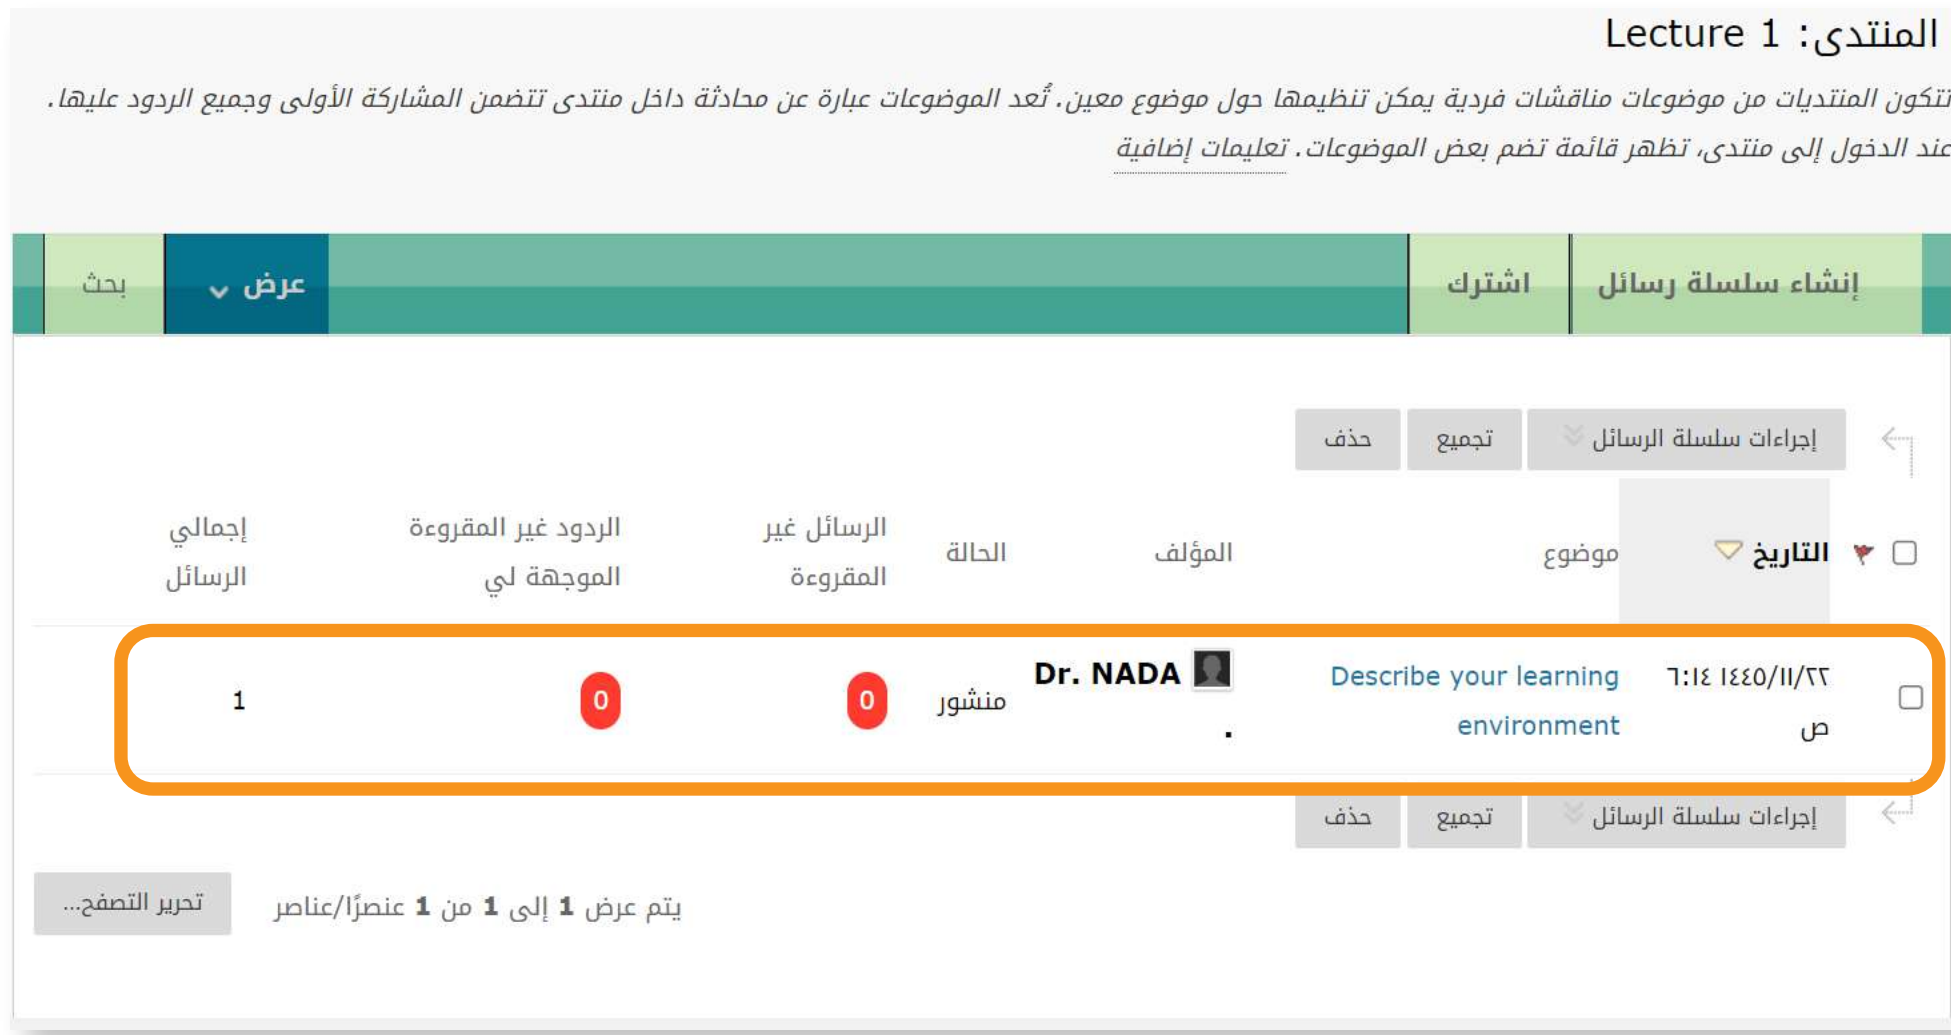 المنتدى: Lecture 1
تتكون المنتديات من موضوعات مناقشات فردية يمكن تنظيمها حول موضوع معين. تُعد الموضوعات عبارة عن محادثة داخل منتدى تتضمن المشاركة الأولى وجميع الردود عليها.
عند الدخول إلى منتدى، تظهر قائمة تضم بعض الموضوعات. تعليمات إضافية
إنشاء سلسلة رسائل اشترك عرض بحث
إجراءات سلسلة الرسائل تجميع حذف
التاريخ موضوع المؤلف الحالة الرسائل غير المقروءة الردود غير المقروءة الموجهة لي إجمالي الرسائل
٢٢/١١/١٤٤٥ ٦:١٤ ص Describe your learning environment Dr. NADA . منشور 0 0 1
إجراءات سلسلة الرسائل تجميع حذف
يتم عرض 1 إلى 1 من 1 عنصرًا/عناصر تحرير التصفح...